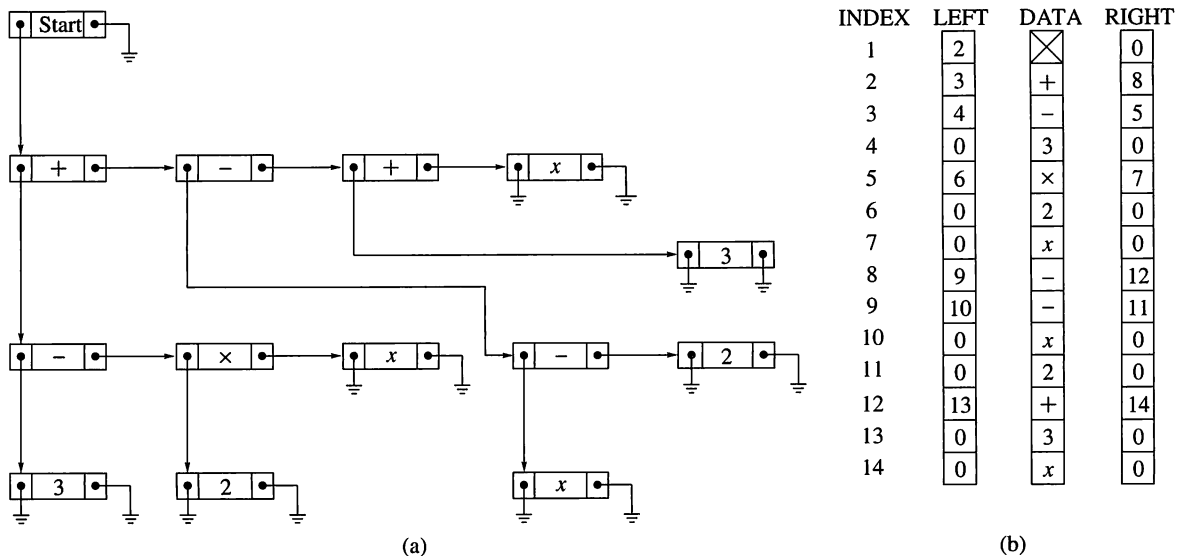 Start
+ − + x
3
− × x − 2
3 2 x
(a)
INDEX LEFT DATA RIGHT
1 2 0
2 3 + 8
3 4 − 5
4 0 3 0
5 6 × 7
6 0 2 0
7 0 x 0
8 9 − 12
9 10 − 11
10 0 x 0
11 0 2 0
12 13 + 14
13 0 3 0
14 0 x 0
(b)